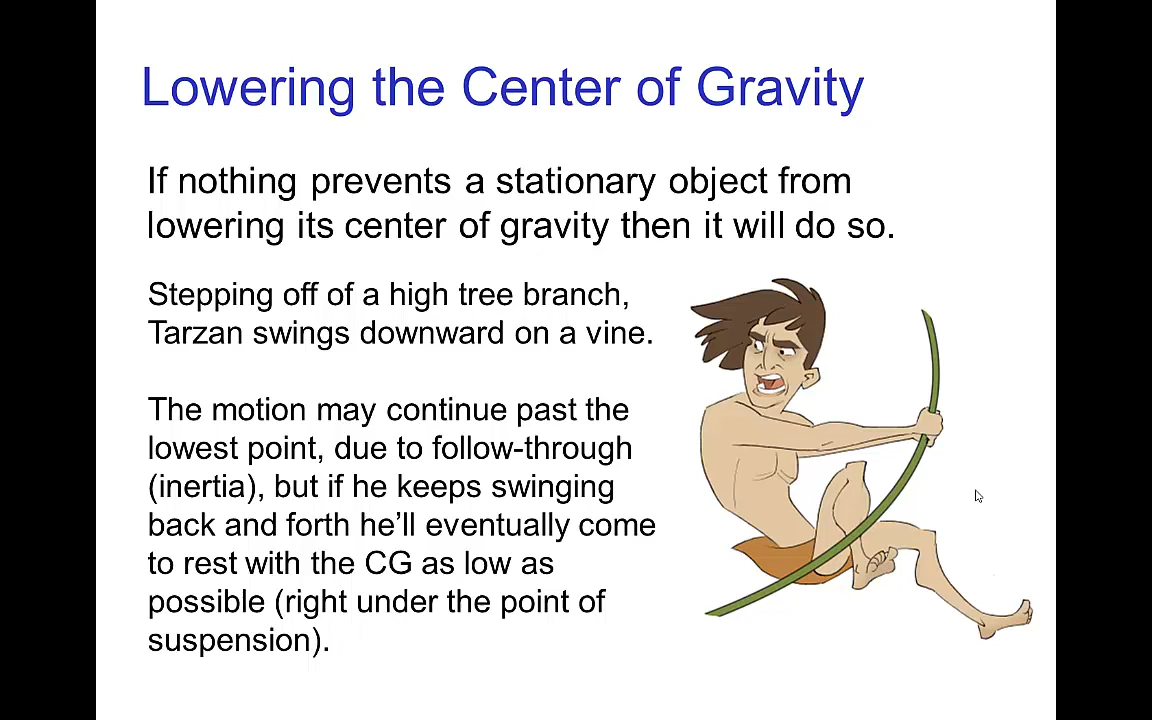 Lowering the Center of Gravity
If nothing prevents a stationary object from
lowering its center of gravity then it will do so.
Stepping off of a high tree branch,
Tarzan swings downward on a vine.
The motion may continue past the
lowest point, due to follow-through
(inertia), but if he keeps swinging
back and forth he’ll eventually come
to rest with the CG as low as
possible (right under the point of
suspension).